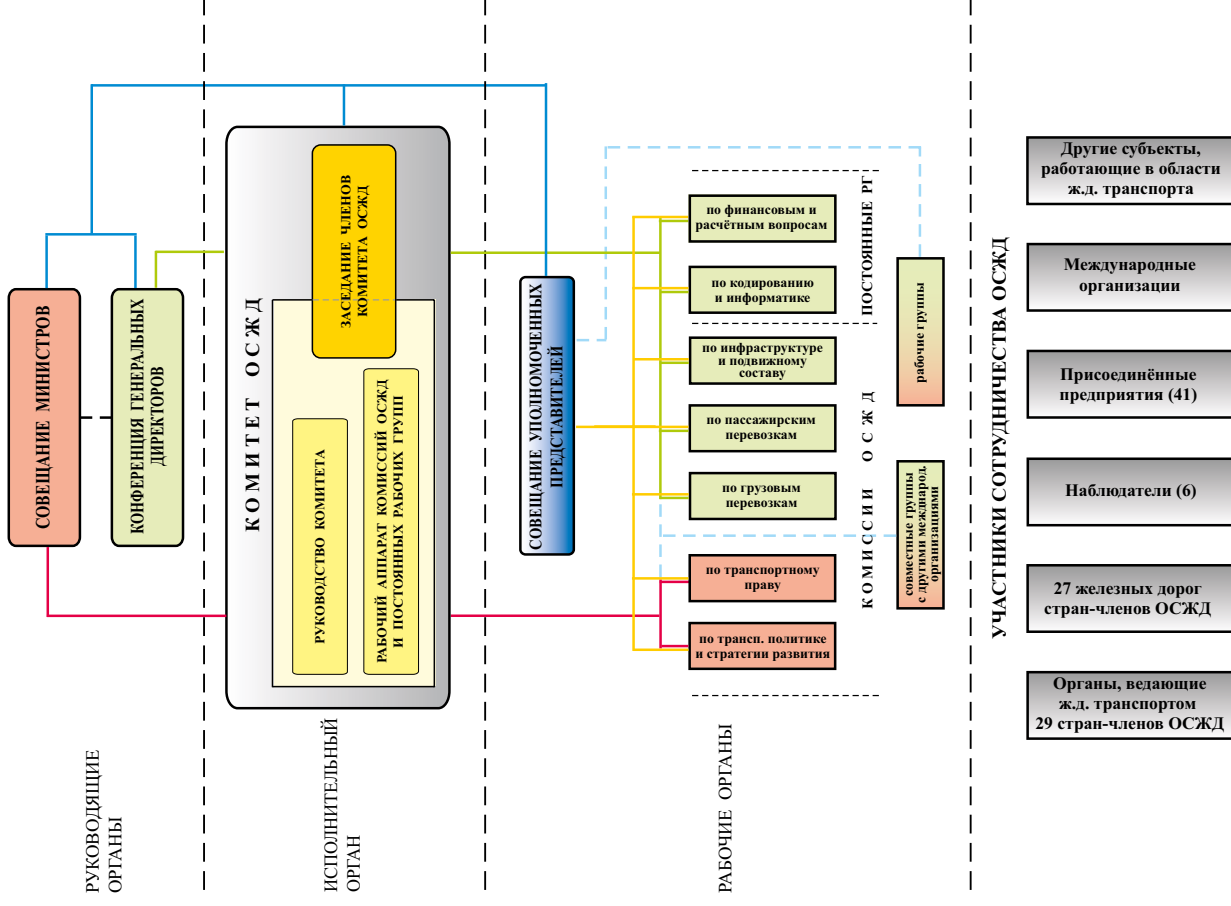 РУКОВОДЯЩИЕ
ОРГАНЫ
СОВЕЩАНИЕ МИНИСТРОВ
КОНФЕРЕНЦИЯ ГЕНЕРАЛЬНЫХ
ДИРЕКТОРОВ
ИСПОЛНИТЕЛЬНЫЙ
ОРГАН
КОМИТЕТ ОСЖД
РУКОВОДСТВО КОМИТЕТА
РАБОЧИЙ АППАРАТ КОМИССИЙ ОСЖД
И ПОСТОЯННЫХ РАБОЧИХ ГРУПП
ЗАСЕДАНИЕ ЧЛЕНОВ
КОМИТЕТА ОСЖД
РАБОЧИЕ ОРГАНЫ
СОВЕЩАНИЕ УПОЛНОМОЧЕННЫХ
ПРЕДСТАВИТЕЛЕЙ
по финансовым и
расчётным вопросам
по кодированию
и информатике
по инфраструктуре
и подвижному
составу
по пассажирским
перевозкам
по грузовым
перевозкам
по транспортному
праву
по трансп. политике
и стратегии развития
ПОСТОЯННЫЕ РГ
КОМИССИИ ОСЖД
рабочие группы
совместные группы
с другими международ.
организациями
УЧАСТНИКИ СОТРУДНИЧЕСТВА ОСЖД
Другие субъекты,
работающие в области
ж.д. транспорта
Международные
организации
Присоединённые
предприятия (41)
Наблюдатели (6)
27 железных дорог
стран-членов ОСЖД
Органы, ведающие
ж.д. транспортом
29 стран-членов ОСЖД